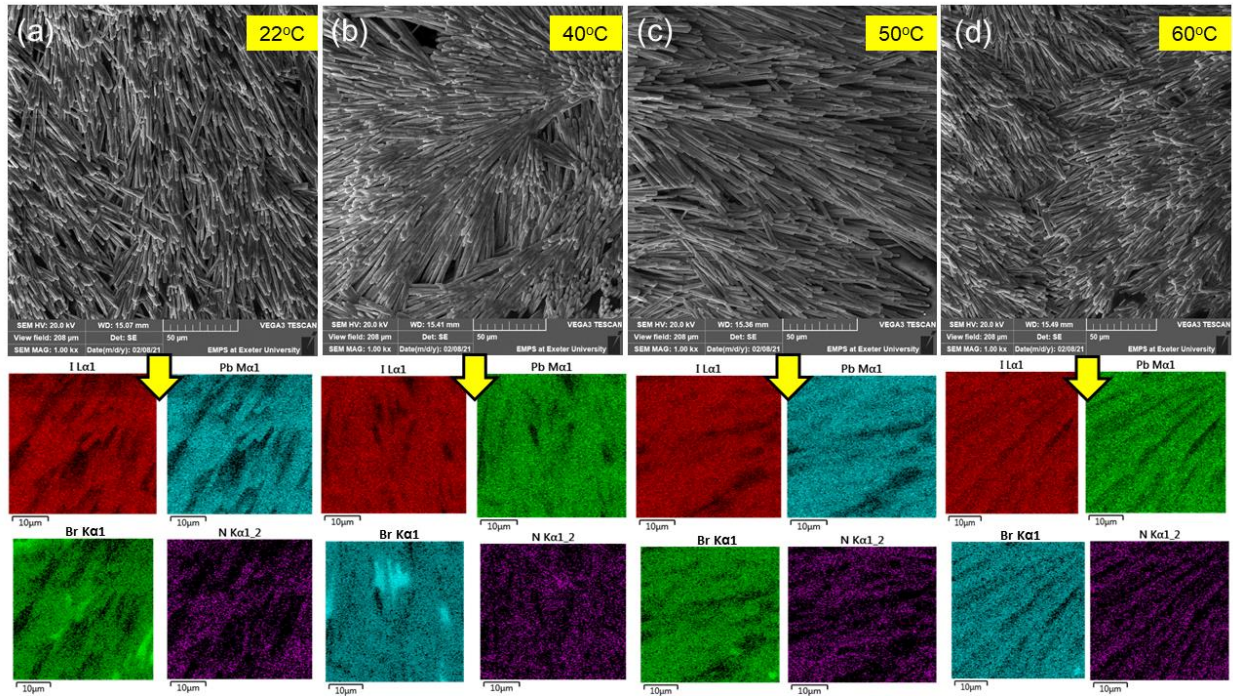 (a) 22°C
SEM HV: 20.0 kV WD: 15.07 mm VEGA3 TESCAN
View field: 208 µm Det: SE 50 µm
SEM MAG: 1.00 kx Date(m/d/y): 02/08/21 EMPS at Exeter University
(b) 40°C
SEM HV: 20.0 kV WD: 15.41 mm VEGA3 TESCAN
View field: 208 µm Det: SE 50 µm
SEM MAG: 1.00 kx Date(m/d/y): 02/08/21 EMPS at Exeter University
(c) 50°C
SEM HV: 20.0 kV WD: 15.36 mm VEGA3 TESCAN
View field: 208 µm Det: SE 50 µm
SEM MAG: 1.00 kx Date(m/d/y): 02/08/21 EMPS at Exeter University
(d) 60°C
SEM HV: 20.0 kV WD: 15.49 mm VEGA3 TESCAN
View field: 208 µm Det: SE 50 µm
SEM MAG: 1.00 kx Date(m/d/y): 02/08/21 EMPS at Exeter University
I Lα1 Pb Mα1 I Lα1 Pb Mα1 I Lα1 Pb Mα1 I Lα1 Pb Mα1
10µm 10µm 10µm 10µm 10µm 10µm 10µm 10µm
Br Kα1 N Kα1_2 Br Kα1 N Kα1_2 Br Kα1 N Kα1_2 Br Kα1 N Kα1_2
10µm 10µm 10µm 10µm 10µm 10µm 10µm 10µm